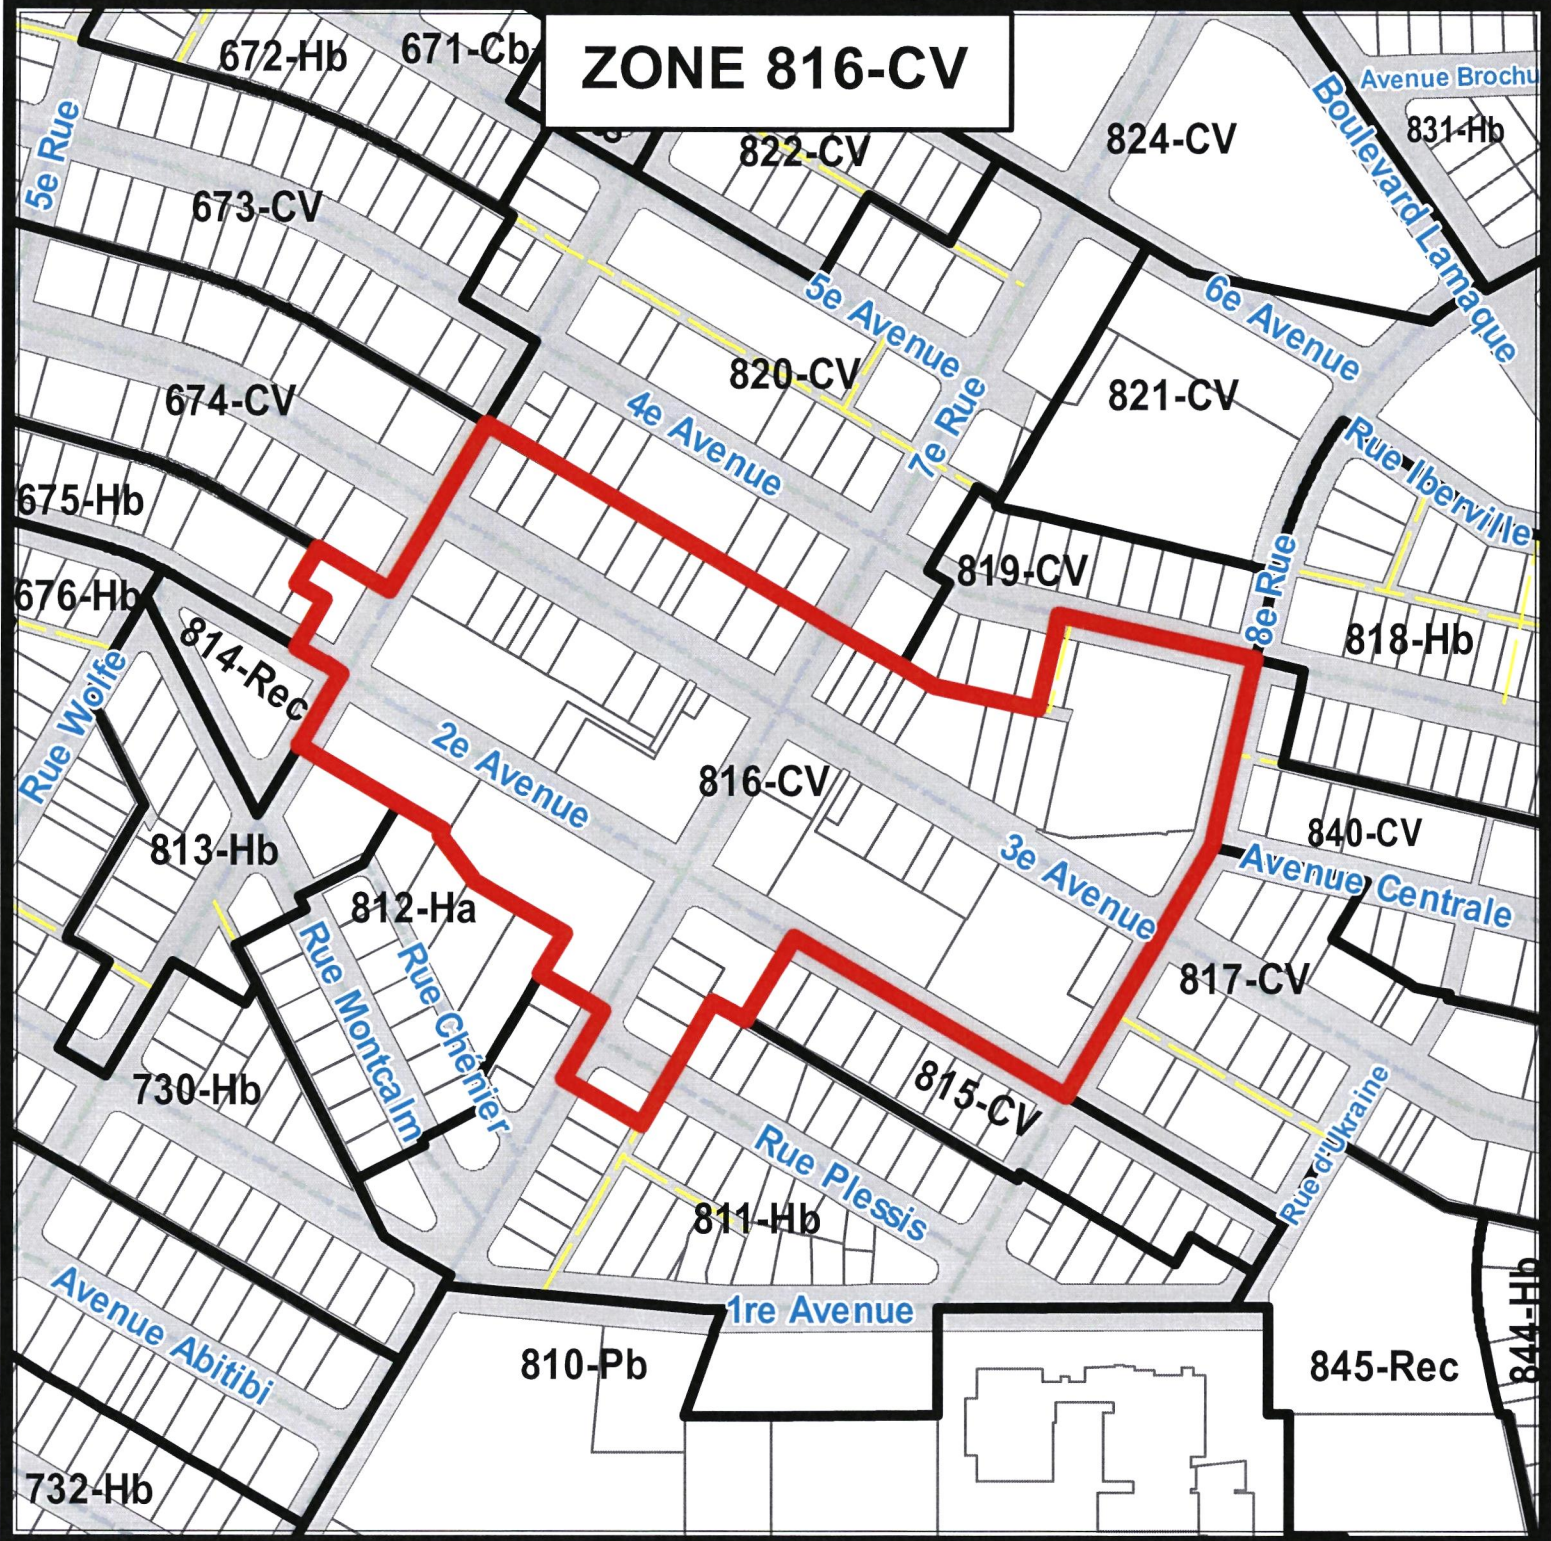 ZONE 816-CV
672-Hb
671-Cb
822-CV
824-CV
Avenue Brochu
831-Hb
Boulevard Lamaque
5e Rue
673-CV
5e Avenue
6e Avenue
820-CV
821-CV
674-CV
4e Avenue
7e Rue
Rue Iberville
675-Hb
819-CV
8e Rue
676-Hb
814-Rec
818-Hb
Rue Wolfe
2e Avenue
816-CV
840-CV
813-Hb
3e Avenue
Avenue Centrale
812-Ha
Rue Montcalm
Rue Chénier
817-CV
730-Hb
815-CV
Rue d'Ukraine
Rue Plessis
811-Hb
Avenue Abitibi
1re Avenue
810-Pb
845-Rec
844-Hb
732-Hb